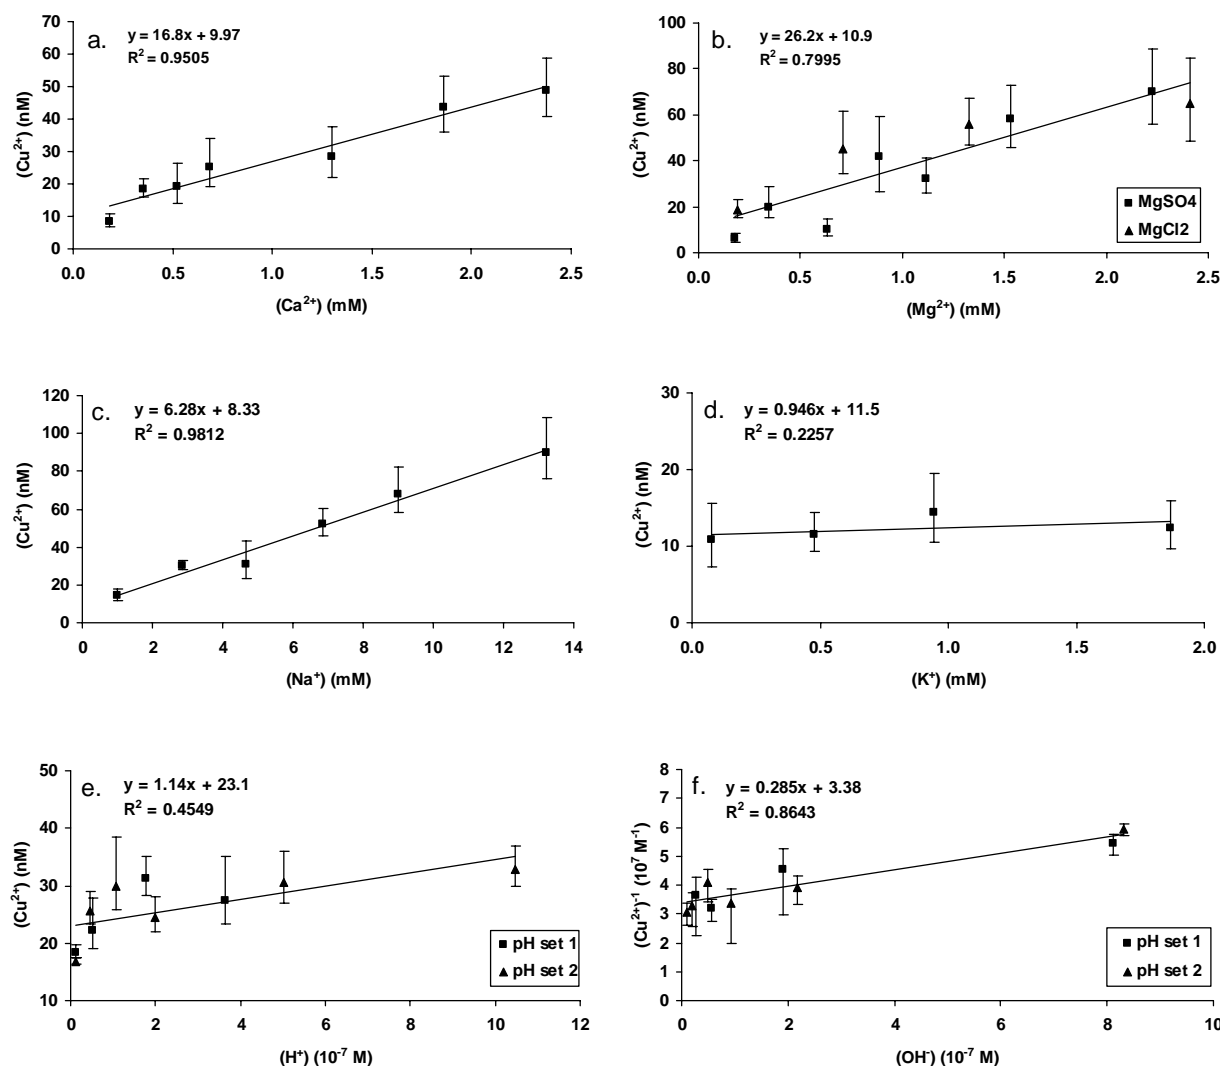 a.
y = 16.8x + 9.97
R² = 0.9505
70
60
50
40
30
20
10
0
(Cu²⁺) (nM)
0.0 0.5 1.0 1.5 2.0 2.5
(Ca²⁺) (mM)
b.
y = 26.2x + 10.9
R² = 0.7995
100
80
60
40
20
0
(Cu²⁺) (nM)
MgSO4
MgCl2
0.0 0.5 1.0 1.5 2.0 2.5
(Mg²⁺) (mM)
c.
y = 6.28x + 8.33
R² = 0.9812
120
100
80
60
40
20
0
(Cu²⁺) (nM)
0 2 4 6 8 10 12 14
(Na⁺) (mM)
d.
y = 0.946x + 11.5
R² = 0.2257
30
20
10
0
(Cu²⁺) (nM)
0.0 0.5 1.0 1.5 2.0
(K⁺) (mM)
e.
y = 1.14x + 23.1
R² = 0.4549
50
40
30
20
10
(Cu²⁺) (nM)
pH set 1
pH set 2
0 2 4 6 8 10 12
(H⁺) (10⁻⁷ M)
f.
y = 0.285x + 3.38
R² = 0.8643
8
7
6
5
4
3
2
1
0
(Cu²⁺)⁻¹ (10⁷ M⁻¹)
pH set 1
pH set 2
0 2 4 6 8 10
(OH⁻) (10⁻⁷ M)